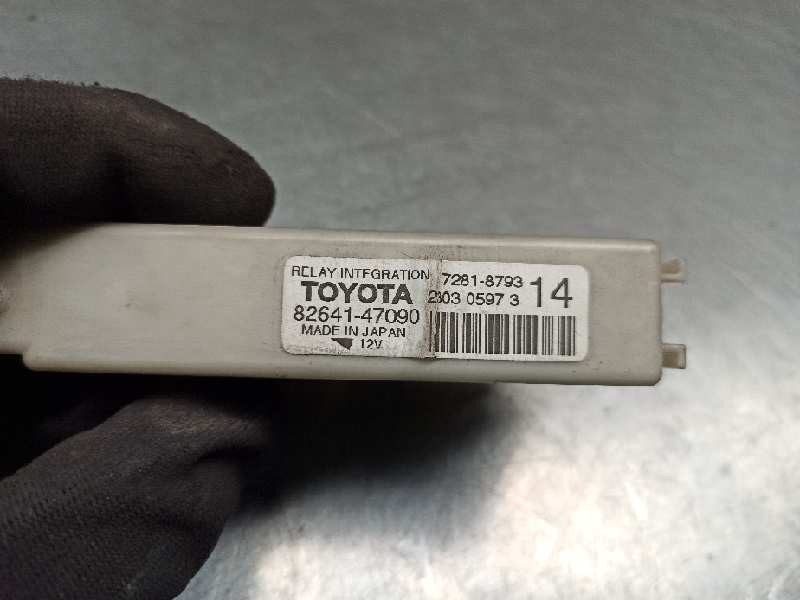 RELAY INTEGRATION
TOYOTA
82641-47090
MADE IN JAPAN
12V
7281-8793
2303 0597 3
14